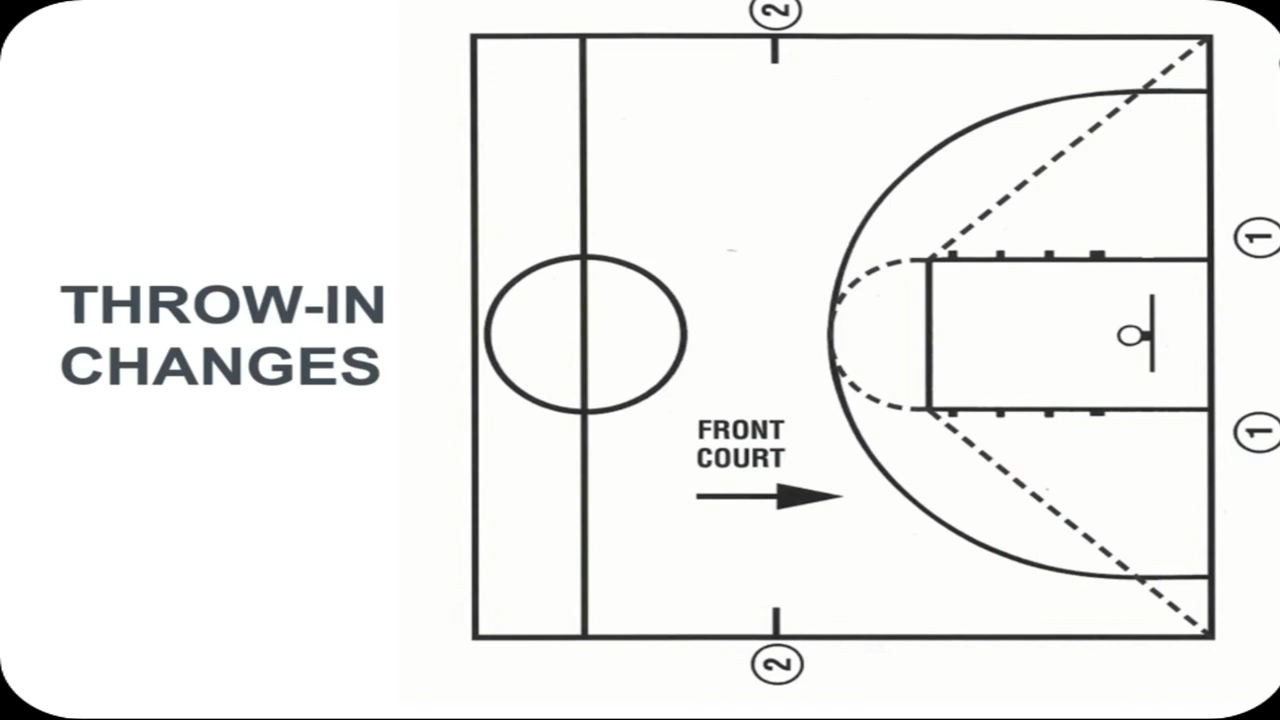 THROW-IN
CHANGES
2
1
FRONT
COURT
1
2